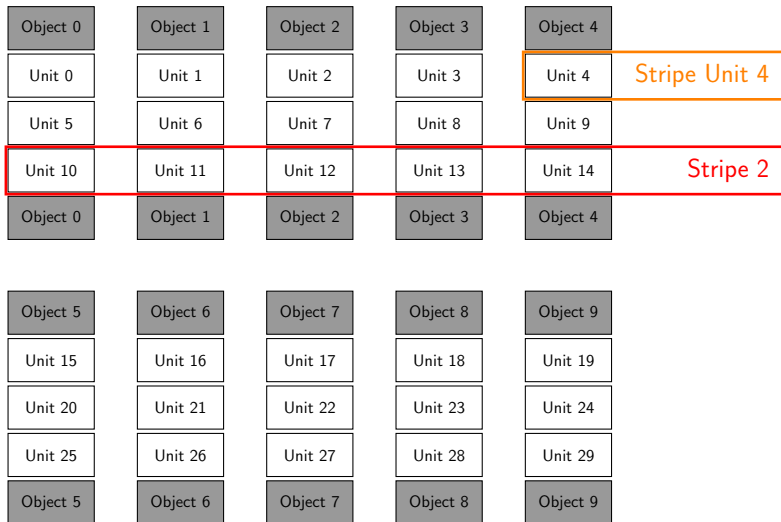 Object 0 Object 1 Object 2 Object 3 Object 4
Unit 0 Unit 1 Unit 2 Unit 3 Unit 4 Stripe Unit 4
Unit 5 Unit 6 Unit 7 Unit 8 Unit 9
Unit 10 Unit 11 Unit 12 Unit 13 Unit 14 Stripe 2
Object 0 Object 1 Object 2 Object 3 Object 4
Object 5 Object 6 Object 7 Object 8 Object 9
Unit 15 Unit 16 Unit 17 Unit 18 Unit 19
Unit 20 Unit 21 Unit 22 Unit 23 Unit 24
Unit 25 Unit 26 Unit 27 Unit 28 Unit 29
Object 5 Object 6 Object 7 Object 8 Object 9